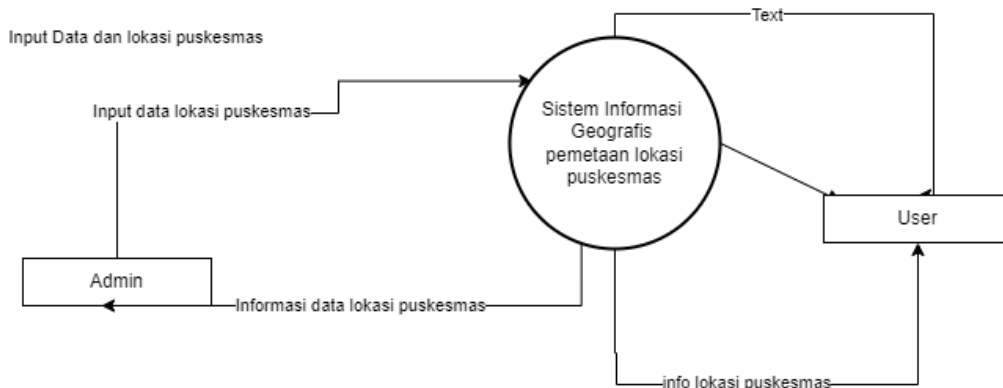 Text
Input Data dan lokasi puskesmas
Input data lokasi puskesmas
Sistem Informasi
Geografis
pemetaan lokasi
puskesmas
User
Admin
Informasi data lokasi puskesmas
info lokasi puskesmas